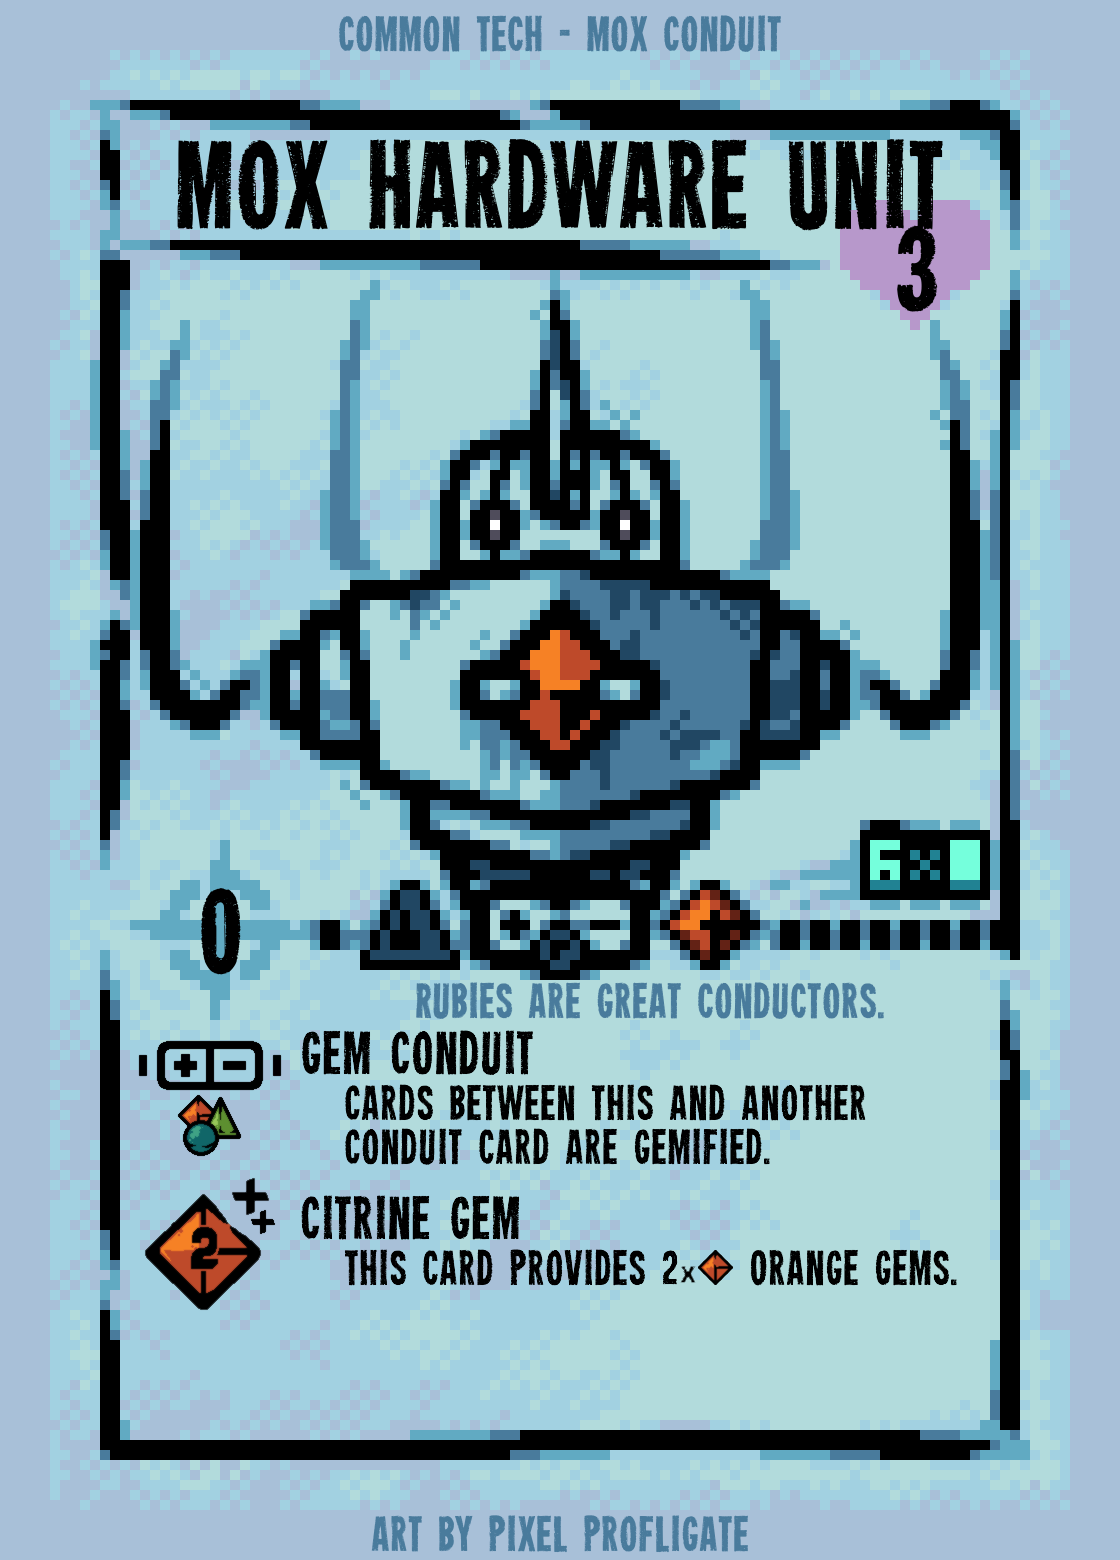 COMMON TECH - MOX CONDUIT
MOX HARDWARE UNIT
3
6x
0
RUBIES ARE GREAT CONDUCTORS.
GEM CONDUIT
CARDS BETWEEN THIS AND ANOTHER
CONDUIT CARD ARE GEMIFIED.
CITRINE GEM
2
THIS CARD PROVIDES 2x ORANGE GEMS.
ART BY PIXEL PROFLIGATE